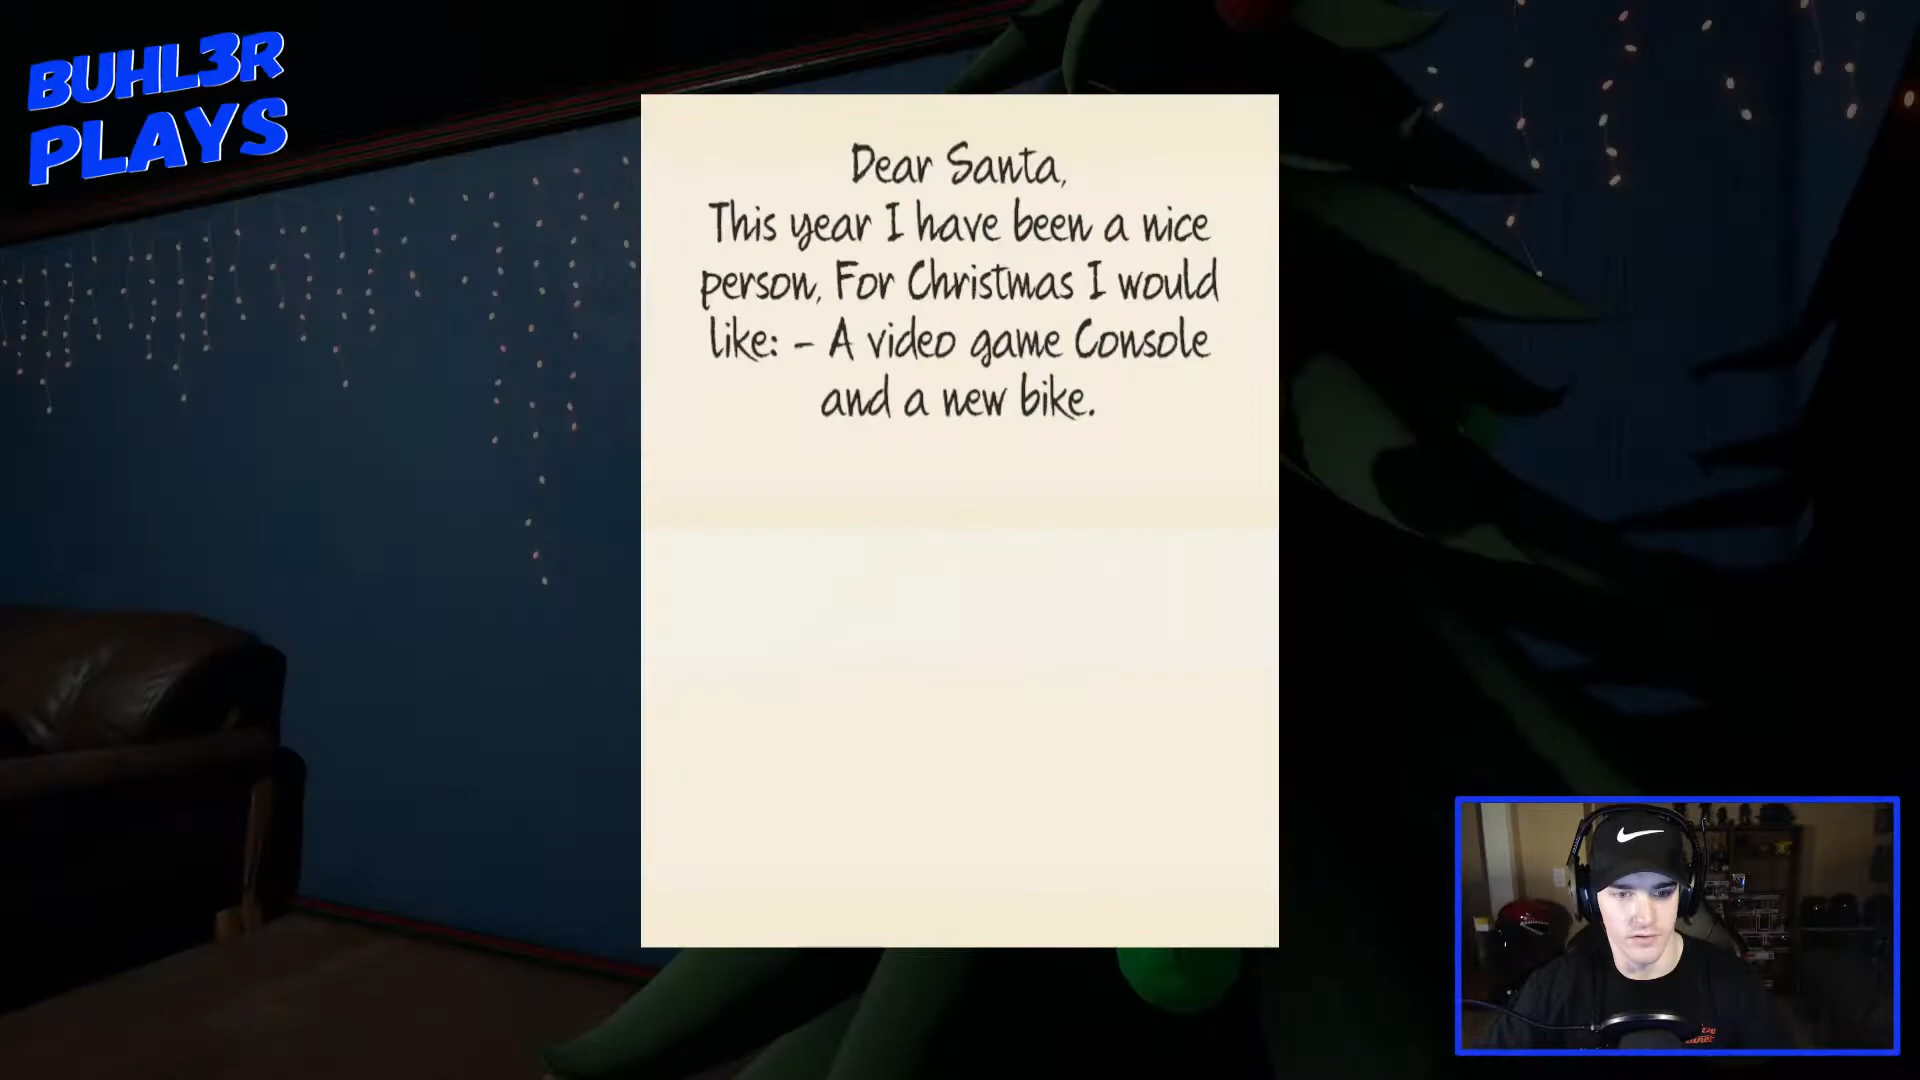 BUHL3R
PLAYS
Dear Santa,
This year I have been a nice
person, For Christmas I would
like: - A video game Console
and a new bike.